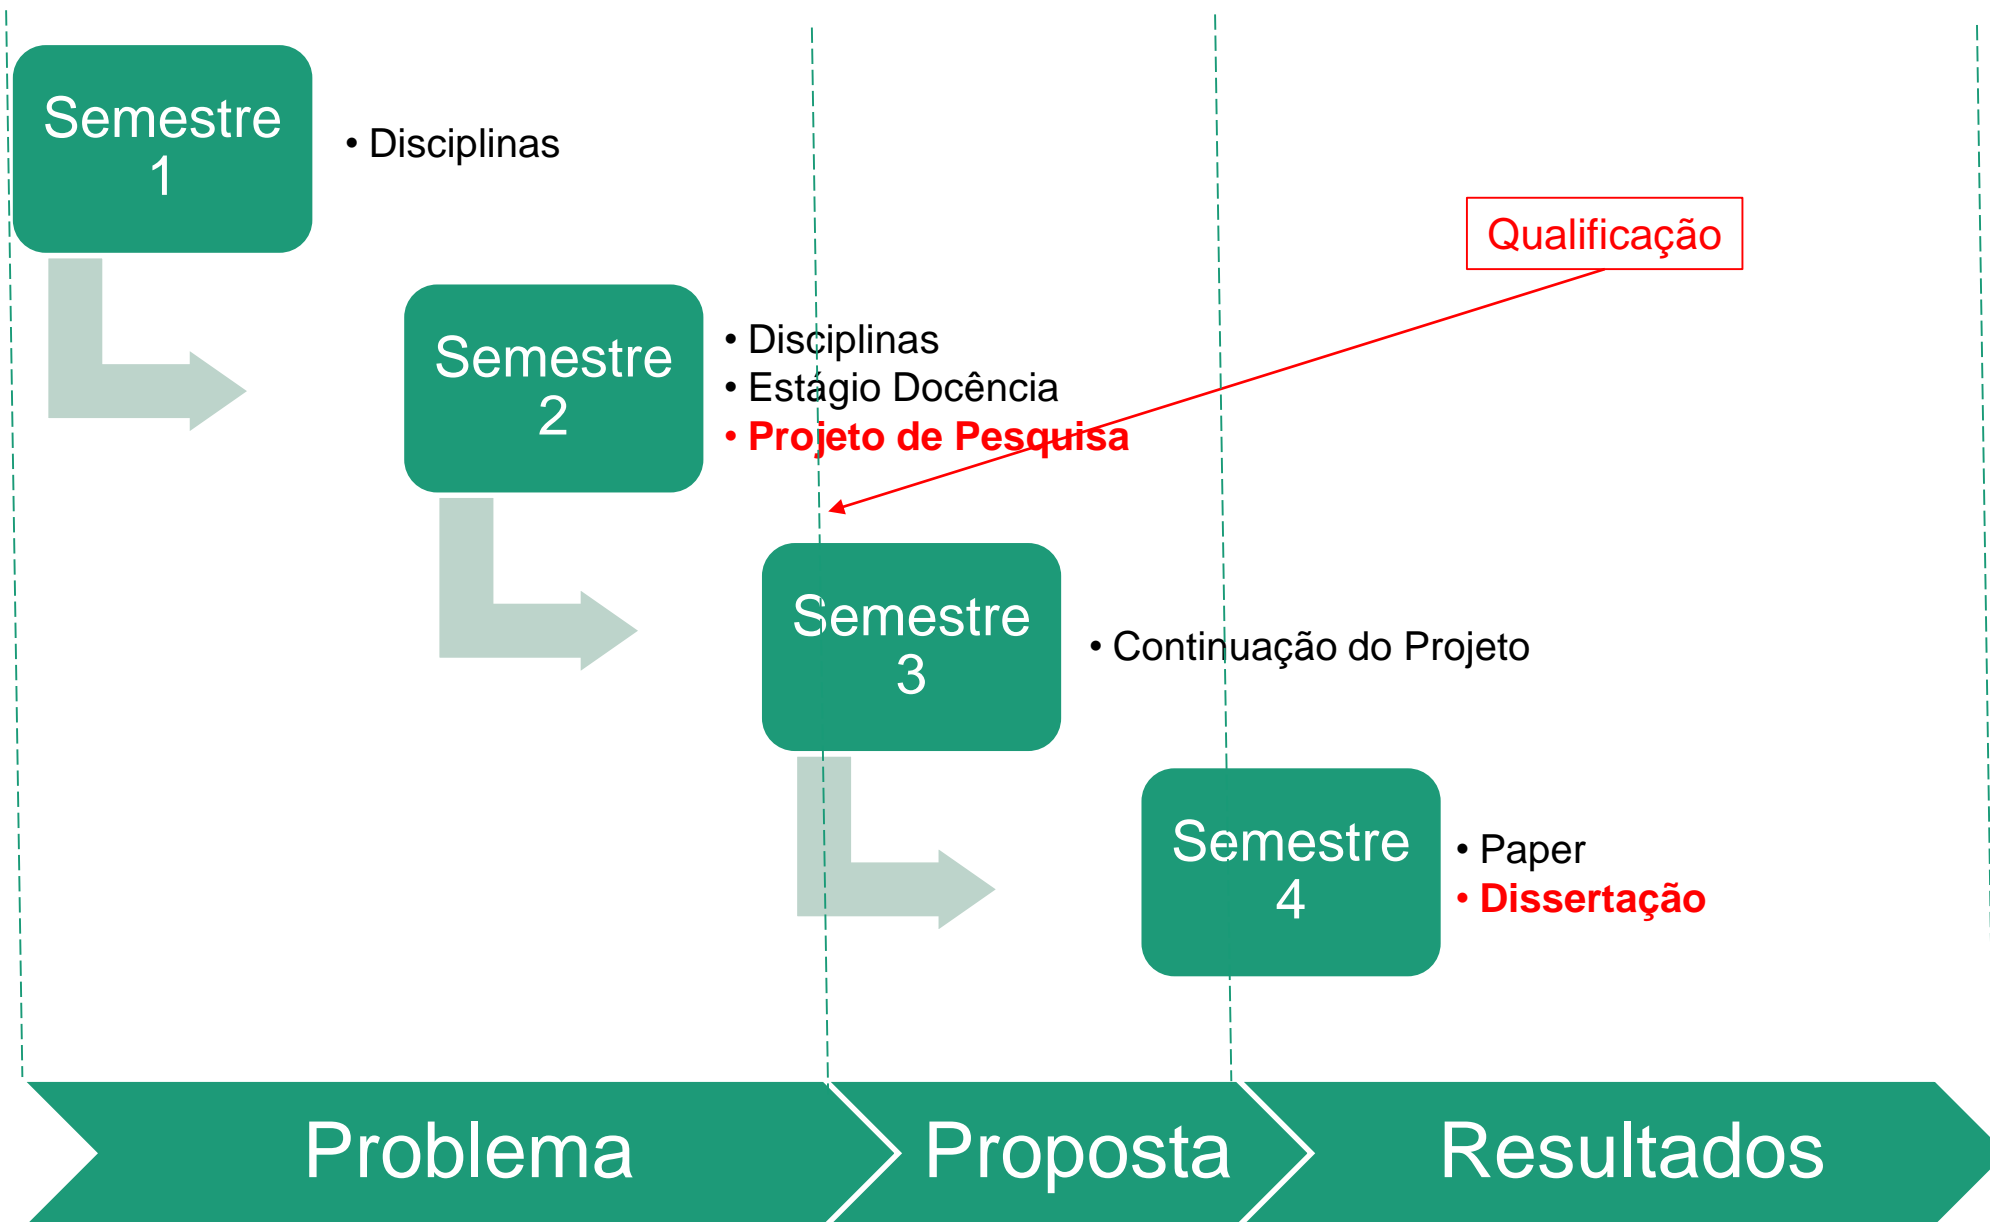 Semestre
1
• Disciplinas
Qualificação
Semestre
2
• Disciplinas
• Estágio Docência
• Projeto de Pesquisa
Semestre
3
• Continuação do Projeto
Semestre
4
• Paper
• Dissertação
Problema
Proposta
Resultados